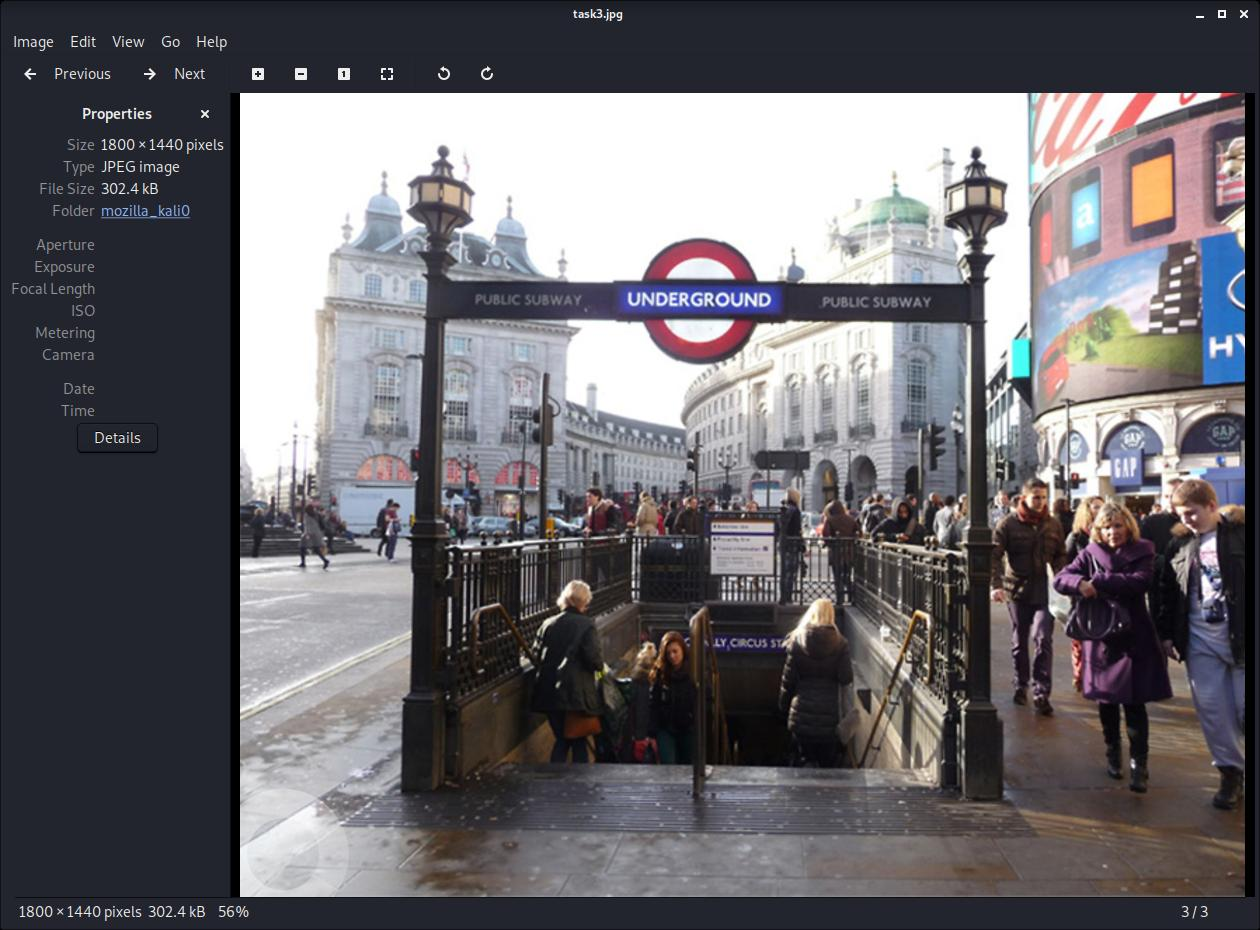 task3.jpg
Image Edit View Go Help
Previous Next
Properties
Size 1800 × 1440 pixels
Type JPEG image
File Size 302.4 kB
Folder mozilla_kali0
Aperture
Exposure
Focal Length
ISO
Metering
Camera
Date
Time
Details
PUBLIC SUBWAY UNDERGROUND PUBLIC SUBWAY
a
HY
GAP GAP
GAP
LLY CIRCUS STA
1800 × 1440 pixels 302.4 kB 56% 3 / 3